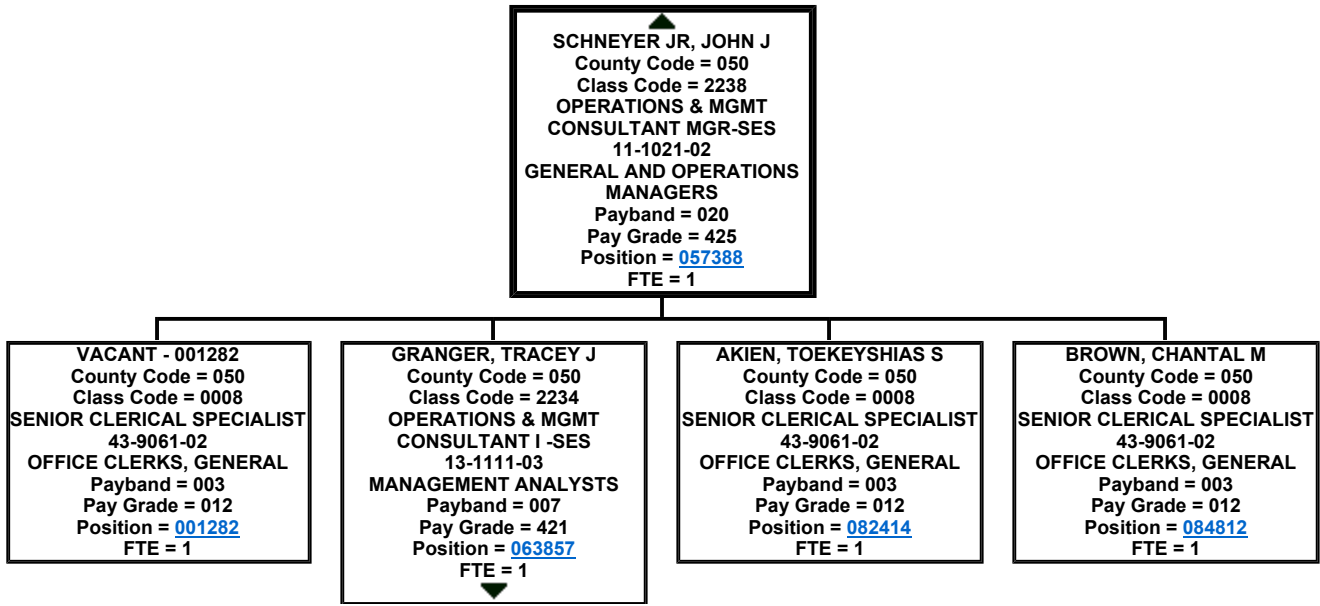 SCHNEYER JR, JOHN J
County Code = 050
Class Code = 2238
OPERATIONS & MGMT
CONSULTANT MGR-SES
11-1021-02
GENERAL AND OPERATIONS
MANAGERS
Payband = 020
Pay Grade = 425
Position = 057388
FTE = 1
VACANT - 001282
County Code = 050
Class Code = 0008
SENIOR CLERICAL SPECIALIST
43-9061-02
OFFICE CLERKS, GENERAL
Payband = 003
Pay Grade = 012
Position = 001282
FTE = 1
GRANGER, TRACEY J
County Code = 050
Class Code = 2234
OPERATIONS & MGMT
CONSULTANT I -SES
13-1111-03
MANAGEMENT ANALYSTS
Payband = 007
Pay Grade = 421
Position = 063857
FTE = 1
AKIEN, TOEKEYSHIAS S
County Code = 050
Class Code = 0008
SENIOR CLERICAL SPECIALIST
43-9061-02
OFFICE CLERKS, GENERAL
Payband = 003
Pay Grade = 012
Position = 082414
FTE = 1
BROWN, CHANTAL M
County Code = 050
Class Code = 0008
SENIOR CLERICAL SPECIALIST
43-9061-02
OFFICE CLERKS, GENERAL
Payband = 003
Pay Grade = 012
Position = 084812
FTE = 1